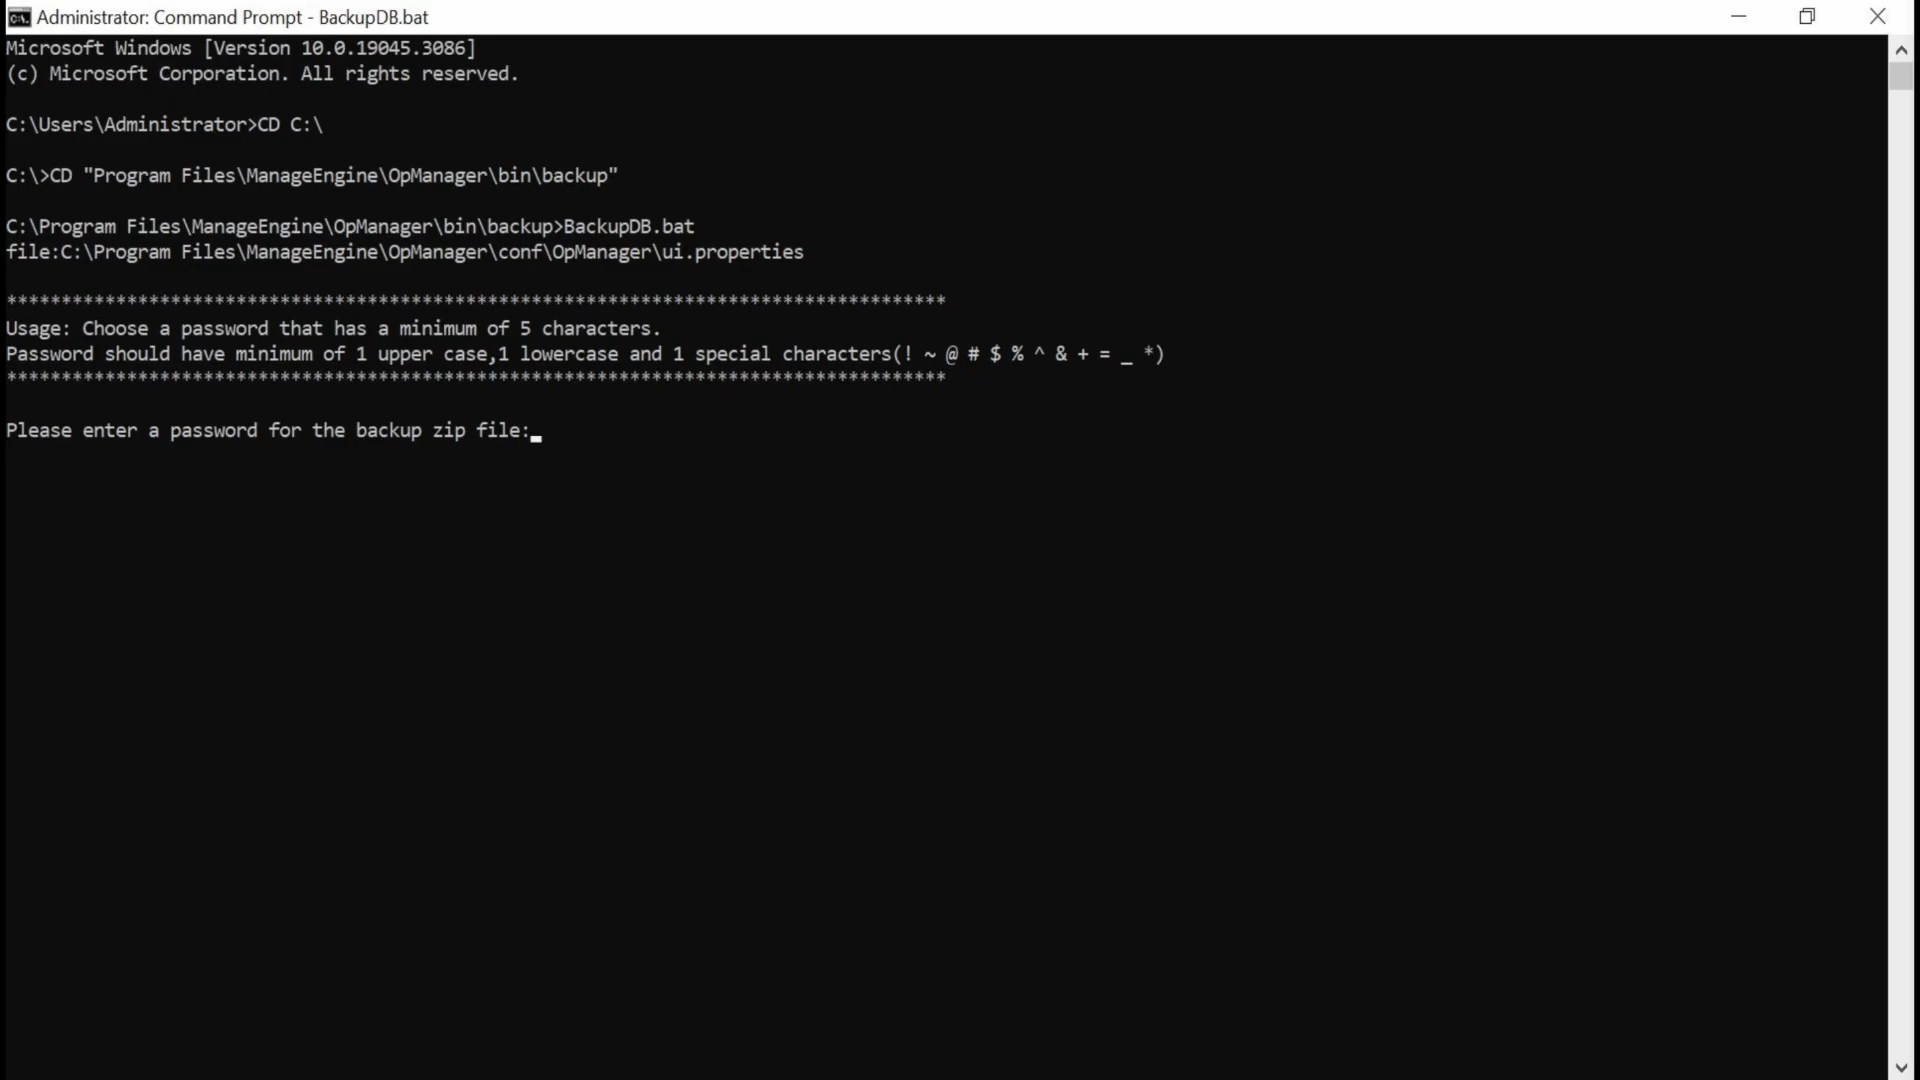 Administrator: Command Prompt - BackupDB.bat
Microsoft Windows [Version 10.0.19045.3086]
(c) Microsoft Corporation. All rights reserved.
C:\Users\Administrator>CD C:\
C:\>CD "Program Files\ManageEngine\OpManager\bin\backup"
C:\Program Files\ManageEngine\OpManager\bin\backup>BackupDB.bat
file:C:\Program Files\ManageEngine\OpManager\conf\OpManager\ui.properties
**************************************************************************************
Usage: Choose a password that has a minimum of 5 characters.
Password should have minimum of 1 upper case,1 lowercase and 1 special characters(! ~ @ # $ % ^ & + = _ *)
**************************************************************************************
Please enter a password for the backup zip file: